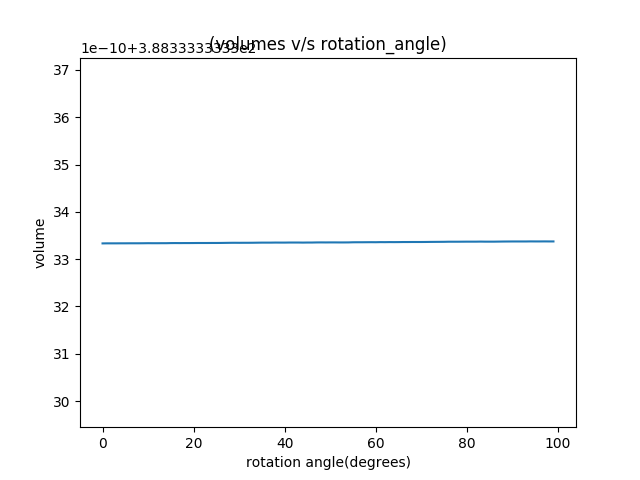 (volumes v/s rotation_angle)
1e−10+3.8833333333e2
37
36
35
34
33
32
31
30
volume
0 20 40 60 80 100
rotation angle(degrees)